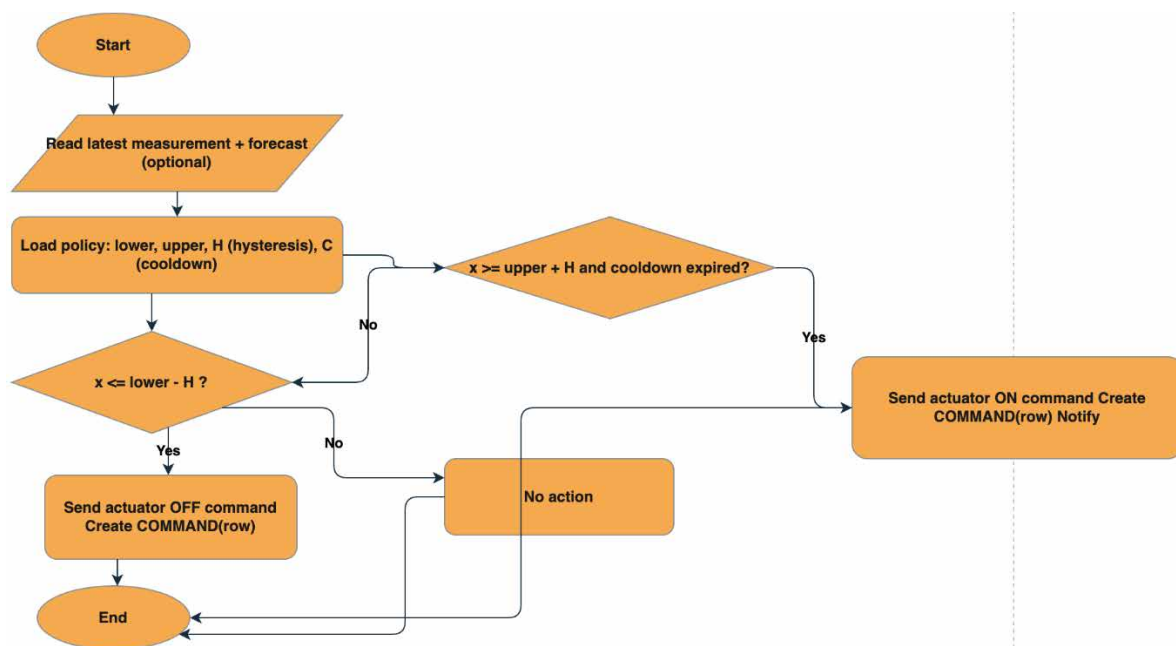 Start
Read latest measurement + forecast
(optional)
Load policy: lower, upper, H (hysteresis), C
(cooldown)
x >= upper + H and cooldown expired?
No
Yes
x <= lower - H ?
Send actuator ON command Create
COMMAND(row) Notify
No
Yes
Send actuator OFF command
Create COMMAND(row)
No action
End